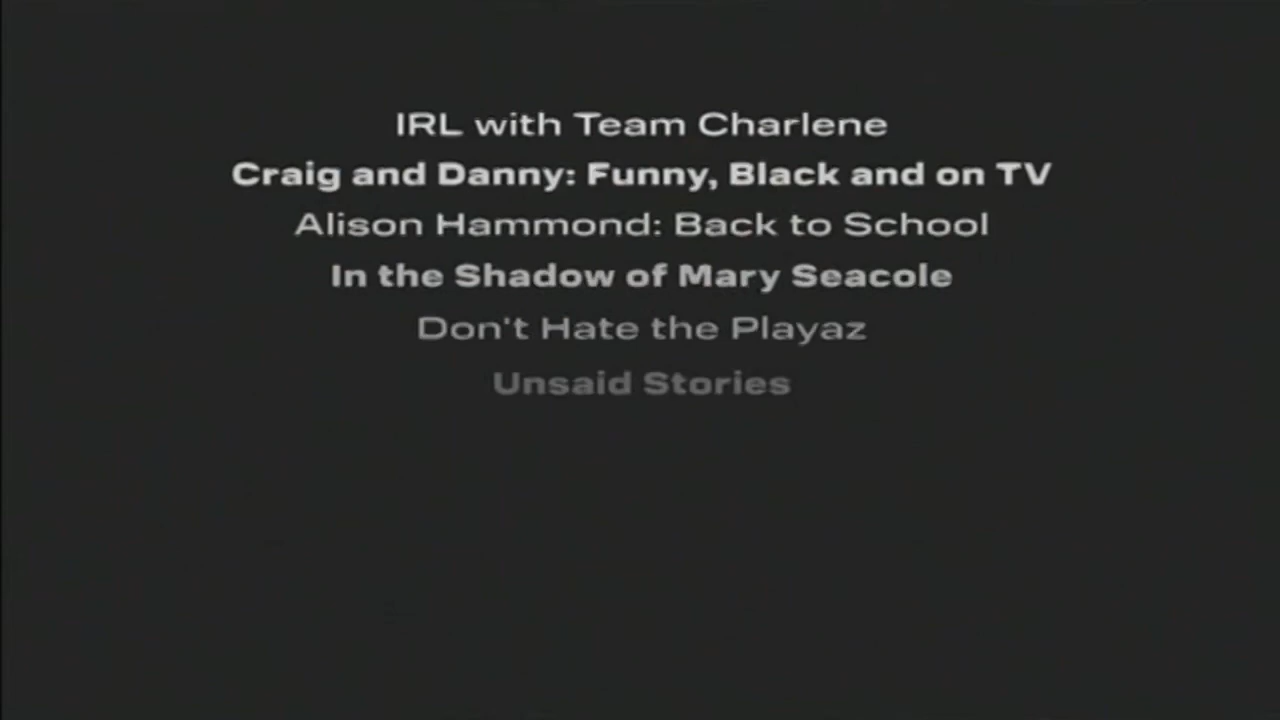 IRL with Team Charlene
Craig and Danny: Funny, Black and on TV
Alison Hammond: Back to School
In the Shadow of Mary Seacole
Don't Hate the Playaz
Unsaid Stories